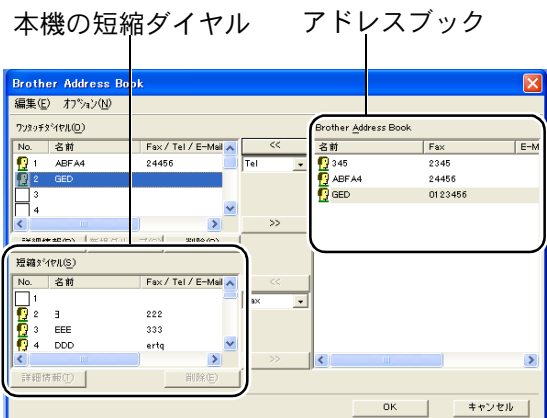 本機の短縮ダイヤル アドレスブック
Brother Address Book
編集(E) オプション(N)
ワンタッチダイヤル(O) Brother Address Book
No. 名前 Fax / Tel / E-Mail << 名前 Fax E-M
1 ABFA4 24456 Tel 345 2345
2 GED ABFA4 24456
3 GED 0123456
4
>>
詳細情報(R) 削除(D)
短縮ダイヤル(S)
No. 名前 Fax / Tel / E-Mail <<
1
2 ヨ 222
3 EEE 333
4 DDD ertq
>>
詳細情報(T) 削除(E)
OK キャンセル